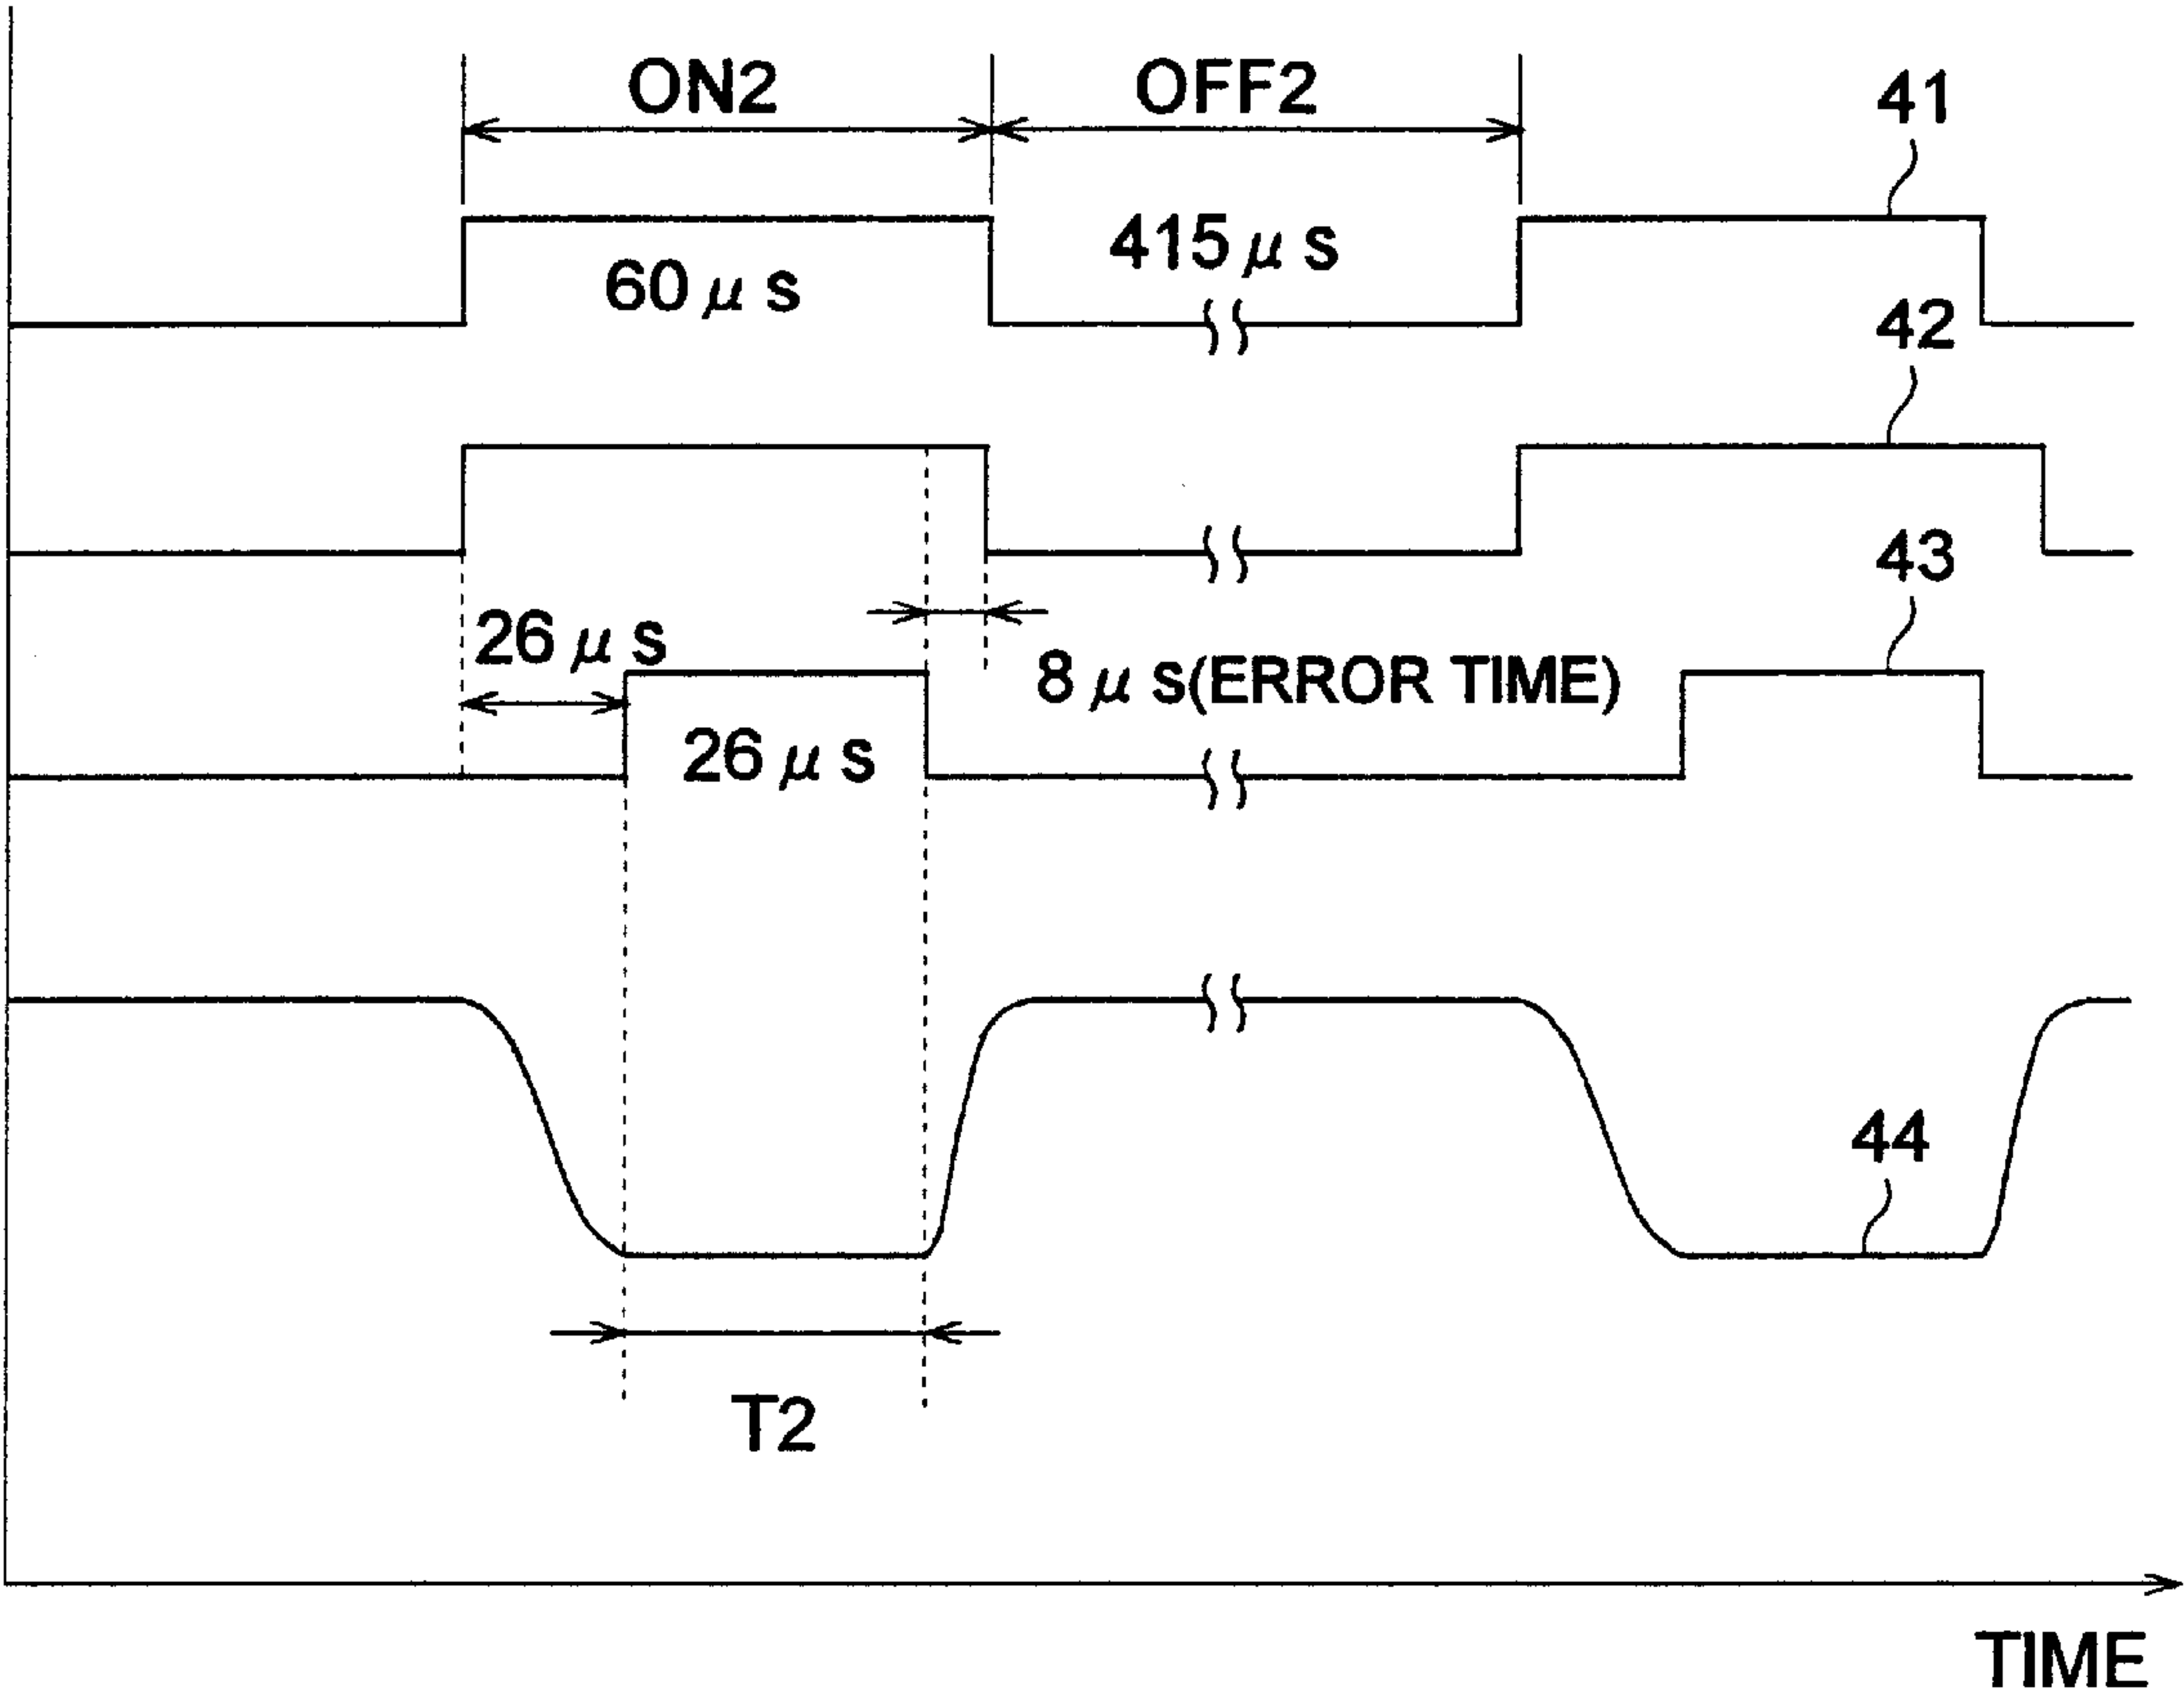 ON2 OFF2
41
415μs
60μs
42
43
26μs
8μs(ERROR TIME)
26μs
44
T2
TIME